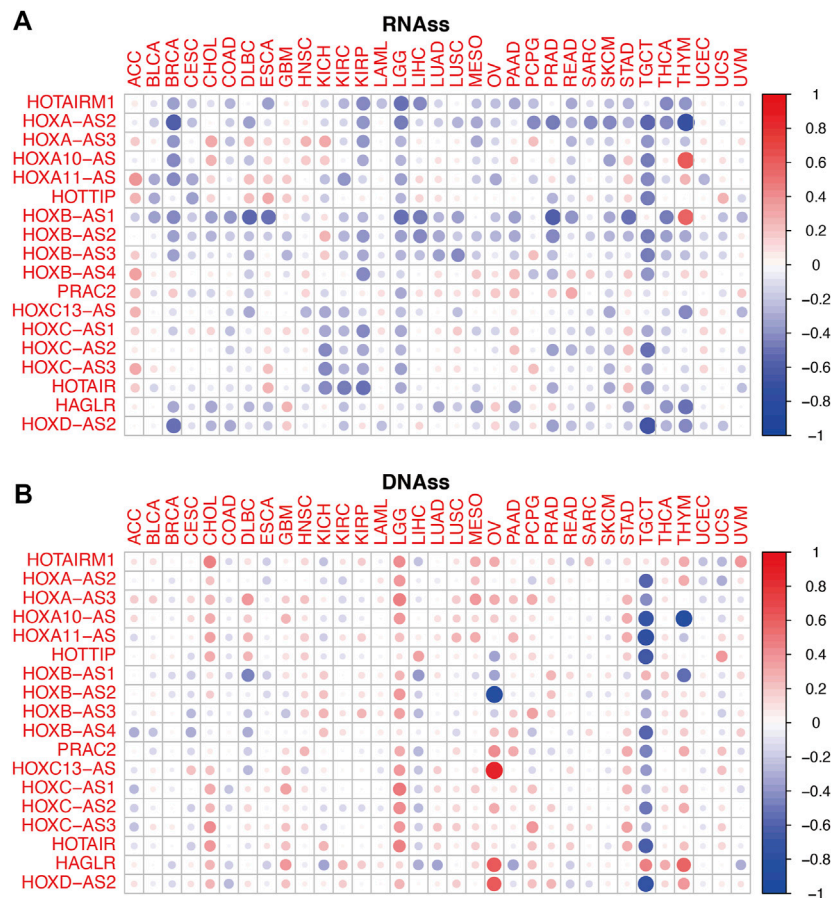 A
RNAss
ACC BLCA BRCA CESC CHOL COAD DLBC ESCA GBM HNSC KICH KIRC KIRP LAML LGG LIHC LUAD LUSC MESO OV PAAD PCPG PRAD READ SARC SKCM STAD TGCT THCA THYM UCEC UCS UVM
HOTAIRM1
HOXA-AS2
HOXA-AS3
HOXA10-AS
HOXA11-AS
HOTTIP
HOXB-AS1
HOXB-AS2
HOXB-AS3
HOXB-AS4
PRAC2
HOXC13-AS
HOXC-AS1
HOXC-AS2
HOXC-AS3
HOTAIR
HAGLR
HOXD-AS2
1
0.8
0.6
0.4
0.2
0
−0.2
−0.4
−0.6
−0.8
−1
B
DNAss
ACC BLCA BRCA CESC CHOL COAD DLBC ESCA GBM HNSC KICH KIRC KIRP LAML LGG LIHC LUAD LUSC MESO OV PAAD PCPG PRAD READ SARC SKCM STAD TGCT THCA THYM UCEC UCS UVM
HOTAIRM1
HOXA-AS2
HOXA-AS3
HOXA10-AS
HOXA11-AS
HOTTIP
HOXB-AS1
HOXB-AS2
HOXB-AS3
HOXB-AS4
PRAC2
HOXC13-AS
HOXC-AS1
HOXC-AS2
HOXC-AS3
HOTAIR
HAGLR
HOXD-AS2
1
0.8
0.6
0.4
0.2
0
−0.2
−0.4
−0.6
−0.8
−1